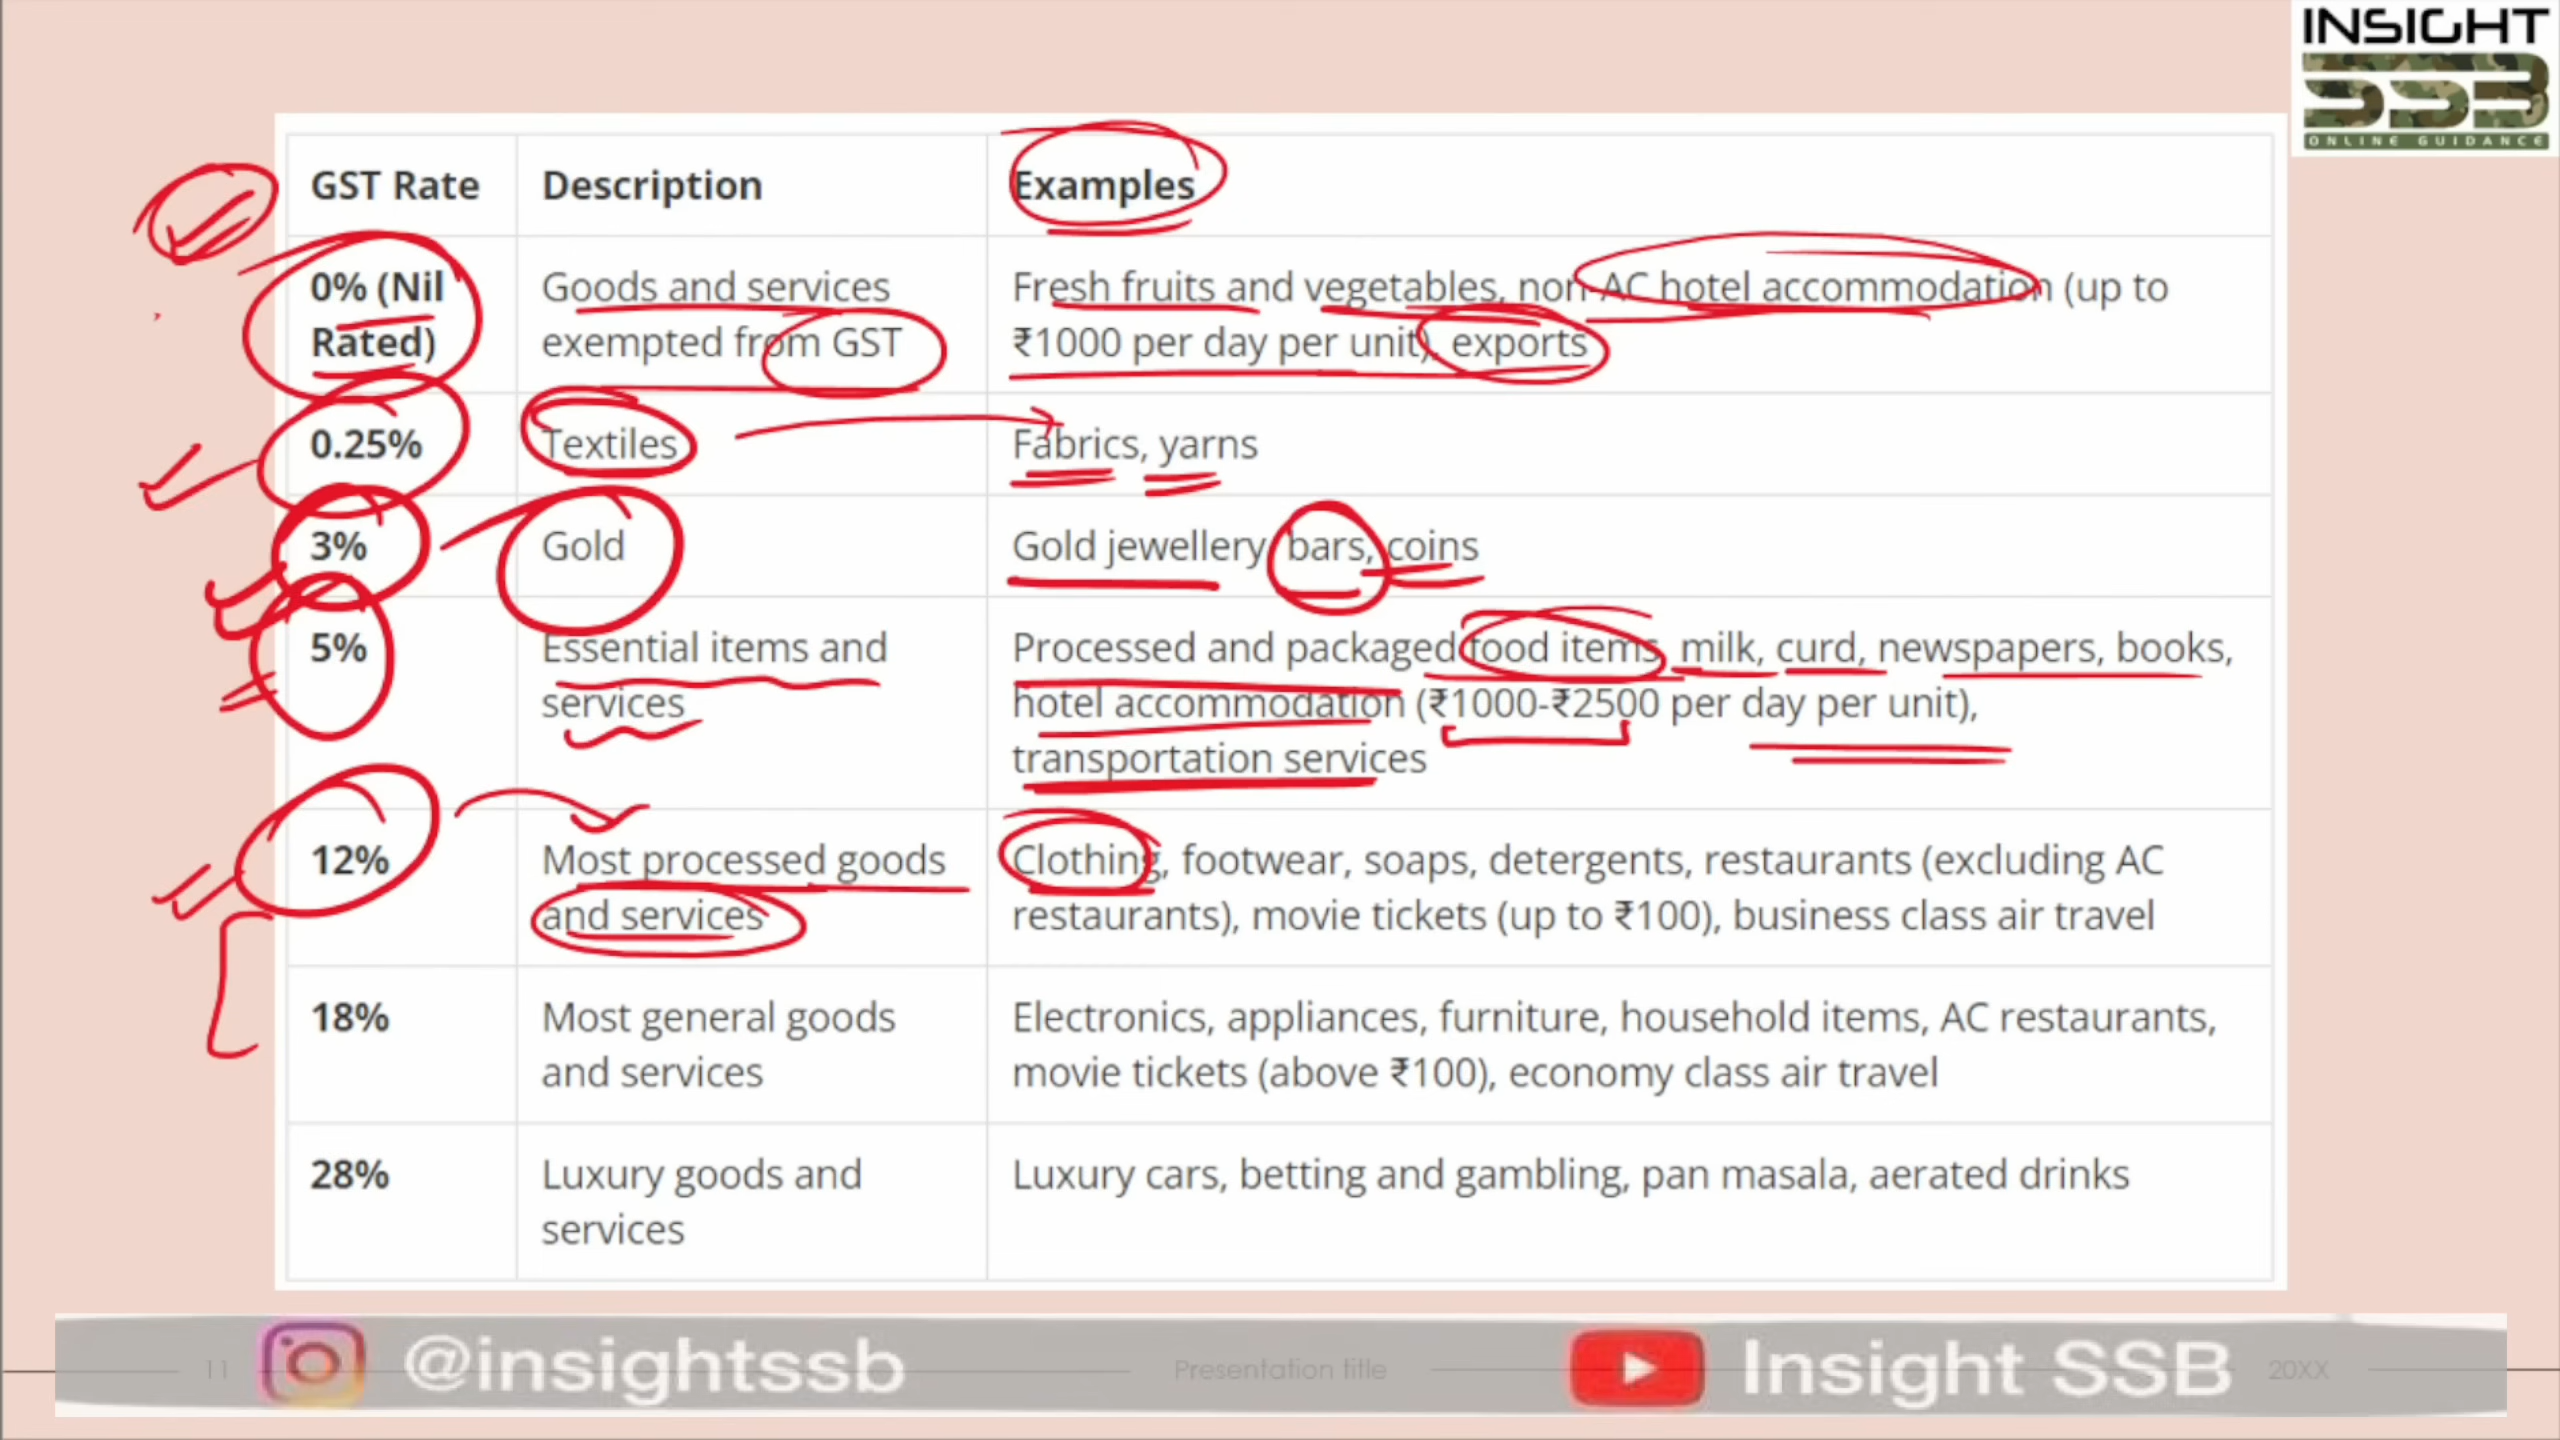 INSIGHT
SSB
ONLINE GUIDANCE
GST Rate Description Examples
0% (Nil Goods and services Fresh fruits and vegetables, non-AC hotel accommodation (up to
Rated) exempted from GST ₹1000 per day per unit), exports
0.25% Textiles Fabrics, yarns
3% Gold Gold jewellery, bars, coins
5% Essential items and Processed and packaged food items, milk, curd, newspapers, books,
services hotel accommodation (₹1000-₹2500 per day per unit),
transportation services
12% Most processed goods Clothing, footwear, soaps, detergents, restaurants (excluding AC
and services restaurants), movie tickets (up to ₹100), business class air travel
18% Most general goods Electronics, appliances, furniture, household items, AC restaurants,
and services movie tickets (above ₹100), economy class air travel
28% Luxury goods and Luxury cars, betting and gambling, pan masala, aerated drinks
services
11 @insightssb Presentation title Insight SSB 20XX